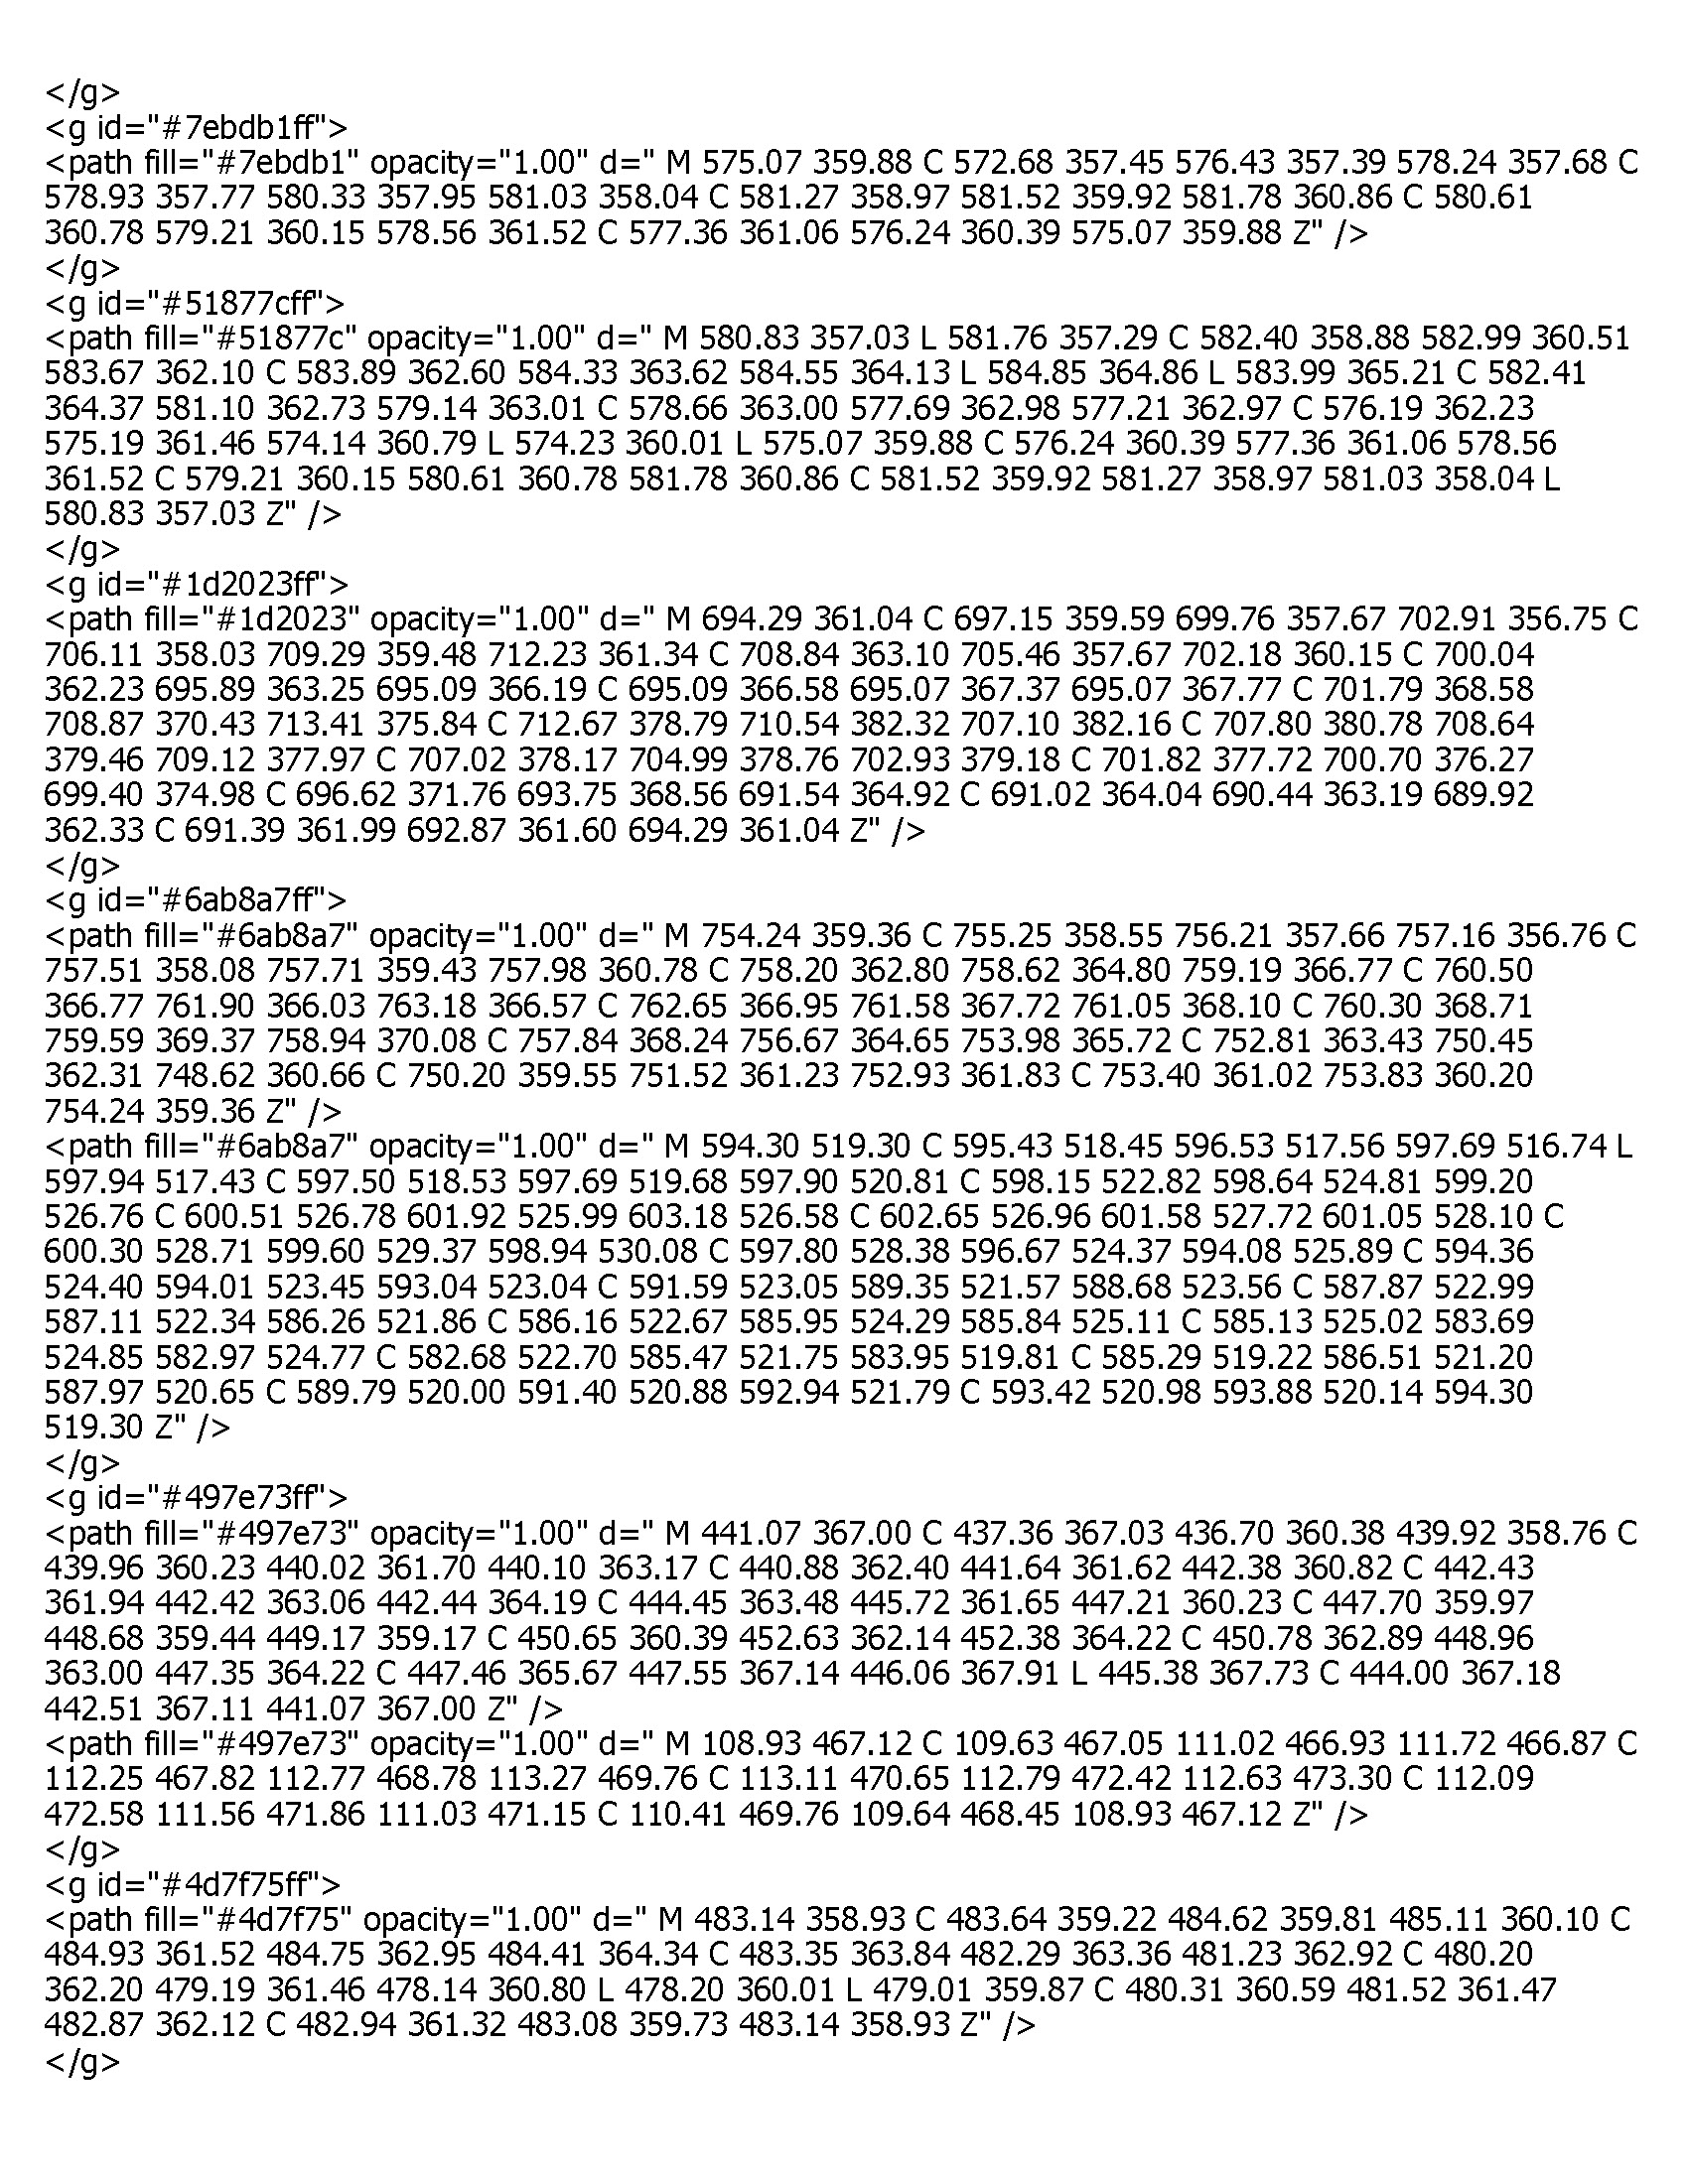 </g>
<g id="#7ebdb1ff">
<path fill="#7ebdb1" opacity="1.00" d=" M 575.07 359.88 C 572.68 357.45 576.43 357.39 578.24 357.68 C
578.93 357.77 580.33 357.95 581.03 358.04 C 581.27 358.97 581.52 359.92 581.78 360.86 C 580.61
360.78 579.21 360.15 578.56 361.52 C 577.36 361.06 576.24 360.39 575.07 359.88 Z" />
</g>
<g id="#51877cff">
<path fill="#51877c" opacity="1.00" d=" M 580.83 357.03 L 581.76 357.29 C 582.40 358.88 582.99 360.51
583.67 362.10 C 583.89 362.60 584.33 363.62 584.55 364.13 L 584.85 364.86 L 583.99 365.21 C 582.41
364.37 581.10 362.73 579.14 363.01 C 578.66 363.00 577.69 362.98 577.21 362.97 C 576.19 362.23
575.19 361.46 574.14 360.79 L 574.23 360.01 L 575.07 359.88 C 576.24 360.39 577.36 361.06 578.56
361.52 C 579.21 360.15 580.61 360.78 581.78 360.86 C 581.52 359.92 581.27 358.97 581.03 358.04 L
580.83 357.03 Z" />
</g>
<g id="#1d2023ff">
<path fill="#1d2023" opacity="1.00" d=" M 694.29 361.04 C 697.15 359.59 699.76 357.67 702.91 356.75 C
706.11 358.03 709.29 359.48 712.23 361.34 C 708.84 363.10 705.46 357.67 702.18 360.15 C 700.04
362.23 695.89 363.25 695.09 366.19 C 695.09 366.58 695.07 367.37 695.07 367.77 C 701.79 368.58
708.87 370.43 713.41 375.84 C 712.67 378.79 710.54 382.32 707.10 382.16 C 707.80 380.78 708.64
379.46 709.12 377.97 C 707.02 378.17 704.99 378.76 702.93 379.18 C 701.82 377.72 700.70 376.27
699.40 374.98 C 696.62 371.76 693.75 368.56 691.54 364.92 C 691.02 364.04 690.44 363.19 689.92
362.33 C 691.39 361.99 692.87 361.60 694.29 361.04 Z" />
</g>
<g id="#6ab8a7ff">
<path fill="#6ab8a7" opacity="1.00" d=" M 754.24 359.36 C 755.25 358.55 756.21 357.66 757.16 356.76 C
757.51 358.08 757.71 359.43 757.98 360.78 C 758.20 362.80 758.62 364.80 759.19 366.77 C 760.50
366.77 761.90 366.03 763.18 366.57 C 762.65 366.95 761.58 367.72 761.05 368.10 C 760.30 368.71
759.59 369.37 758.94 370.08 C 757.84 368.24 756.67 364.65 753.98 365.72 C 752.81 363.43 750.45
362.31 748.62 360.66 C 750.20 359.55 751.52 361.23 752.93 361.83 C 753.40 361.02 753.83 360.20
754.24 359.36 Z" />
<path fill="#6ab8a7" opacity="1.00" d=" M 594.30 519.30 C 595.43 518.45 596.53 517.56 597.69 516.74 L
597.94 517.43 C 597.50 518.53 597.69 519.68 597.90 520.81 C 598.15 522.82 598.64 524.81 599.20
526.76 C 600.51 526.78 601.92 525.99 603.18 526.58 C 602.65 526.96 601.58 527.72 601.05 528.10 C
600.30 528.71 599.60 529.37 598.94 530.08 C 597.80 528.38 596.67 524.37 594.08 525.89 C 594.36
524.40 594.01 523.45 593.04 523.04 C 591.59 523.05 589.35 521.57 588.68 523.56 C 587.87 522.99
587.11 522.34 586.26 521.86 C 586.16 522.67 585.95 524.29 585.84 525.11 C 585.13 525.02 583.69
524.85 582.97 524.77 C 582.68 522.70 585.47 521.75 583.95 519.81 C 585.29 519.22 586.51 521.20
587.97 520.65 C 589.79 520.00 591.40 520.88 592.94 521.79 C 593.42 520.98 593.88 520.14 594.30
519.30 Z" />
</g>
<g id="#497e73ff">
<path fill="#497e73" opacity="1.00" d=" M 441.07 367.00 C 437.36 367.03 436.70 360.38 439.92 358.76 C
439.96 360.23 440.02 361.70 440.10 363.17 C 440.88 362.40 441.64 361.62 442.38 360.82 C 442.43
361.94 442.42 363.06 442.44 364.19 C 444.45 363.48 445.72 361.65 447.21 360.23 C 447.70 359.97
448.68 359.44 449.17 359.17 C 450.65 360.39 452.63 362.14 452.38 364.22 C 450.78 362.89 448.96
363.00 447.35 364.22 C 447.46 365.67 447.55 367.14 446.06 367.91 L 445.38 367.73 C 444.00 367.18
442.51 367.11 441.07 367.00 Z" />
<path fill="#497e73" opacity="1.00" d=" M 108.93 467.12 C 109.63 467.05 111.02 466.93 111.72 466.87 C
112.25 467.82 112.77 468.78 113.27 469.76 C 113.11 470.65 112.79 472.42 112.63 473.30 C 112.09
472.58 111.56 471.86 111.03 471.15 C 110.41 469.76 109.64 468.45 108.93 467.12 Z" />
</g>
<g id="#4d7f75ff">
<path fill="#4d7f75" opacity="1.00" d=" M 483.14 358.93 C 483.64 359.22 484.62 359.81 485.11 360.10 C
484.93 361.52 484.75 362.95 484.41 364.34 C 483.35 363.84 482.29 363.36 481.23 362.92 C 480.20
362.20 479.19 361.46 478.14 360.80 L 478.20 360.01 L 479.01 359.87 C 480.31 360.59 481.52 361.47
482.87 362.12 C 482.94 361.32 483.08 359.73 483.14 358.93 Z" />
</g>